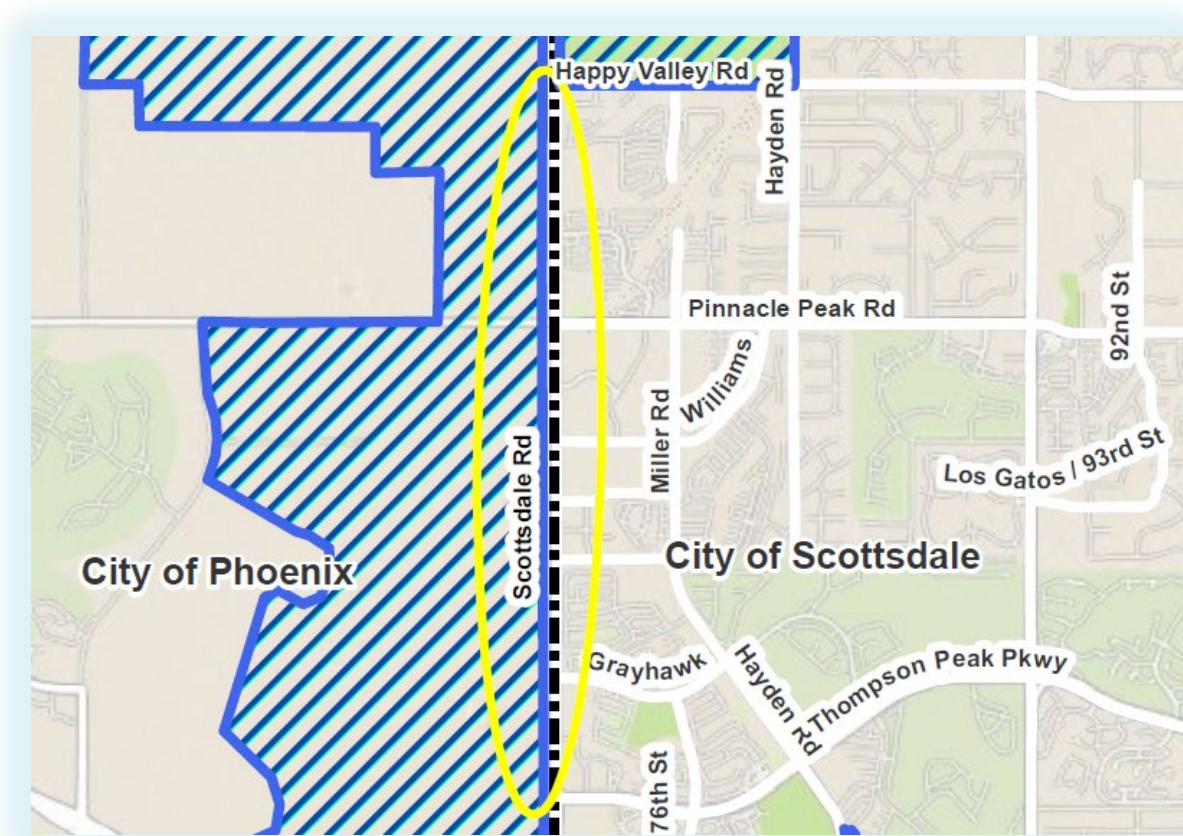 Happy Valley Rd
Hayden Rd
Pinnacle Peak Rd
92nd St
Williams
Miller Rd
Los Gatos / 93rd St
Scottsdale Rd
City of Phoenix
City of Scottsdale
Grayhawk
Hayden Rd
Thompson Peak Pkwy
76th St